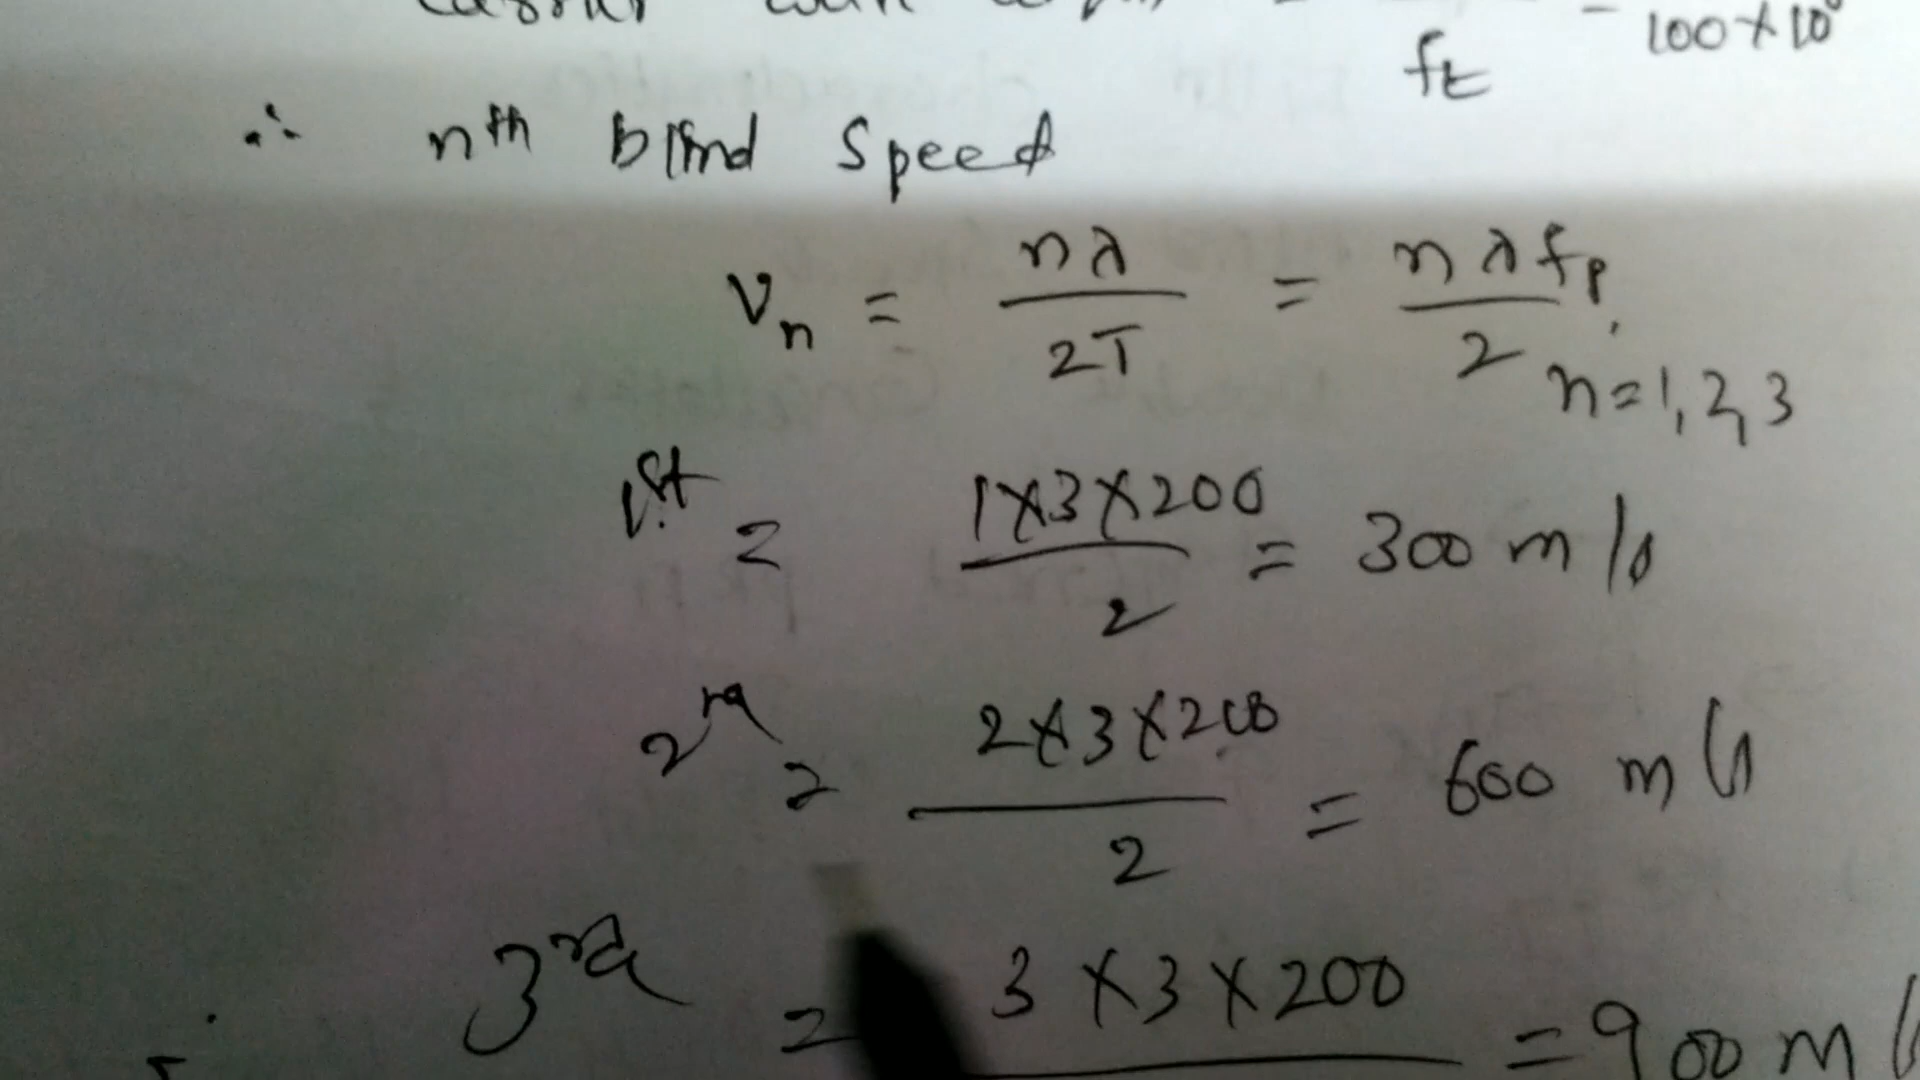 = = 100×10⁶
ft
∴ nth blind Speed
Vn = nλ / 2T = nλfp / 2, n=1,2,3
1st = 1×3×200 / 2 = 300 m/s
2nd = 2×3×200 / 2 = 600 m/s
3rd = 3×3×200 = 900 m/